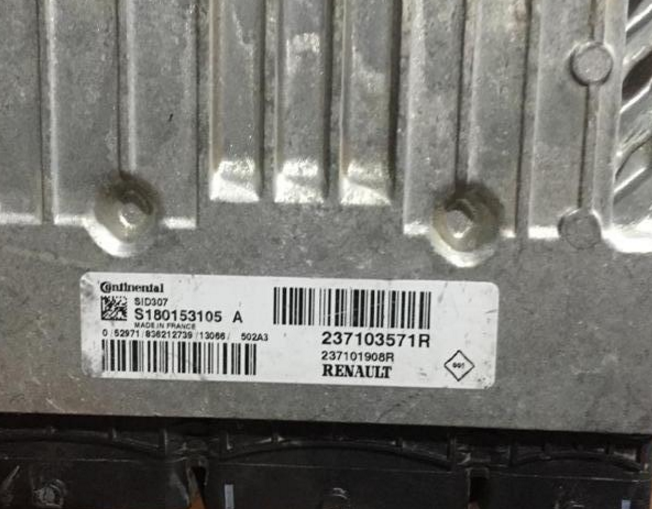 Continental
SID307
S180153105 A
MADE IN FRANCE
0 52971/836212739/13066/ 502A3
237103571R
237101908R
RENAULT